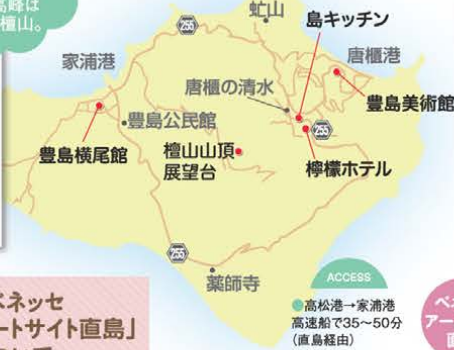 高峰は
檀山。
255
虻山
島キッチン
家浦港
唐櫃港
唐櫃の清水
豊島美術館
豊島公民館
255
豊島横尾館
檀山山頂
展望台
檸檬ホテル
255
薬師寺
ACCESS
高松港→家浦港
高速船で35～50分
(直島経由)
ベネッセ
アートサイト直島」